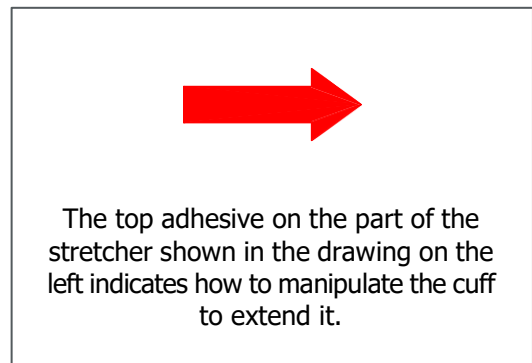 The top adhesive on the part of the
stretcher shown in the drawing on the
left indicates how to manipulate the cuff
to extend it.